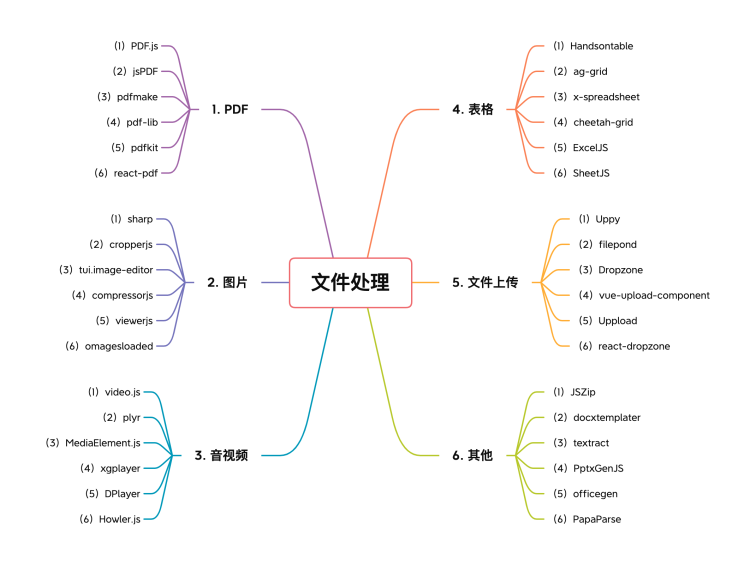 文件处理
1. PDF
（1）PDF.js
（2）jsPDF
（3）pdfmake
（4）pdf-lib
（5）pdfkit
（6）react-pdf
2. 图片
（1）sharp
（2）cropperjs
（3）tui.image-editor
（4）compressorjs
（5）viewerjs
（6）omagesloaded
3. 音视频
（1）video.js
（2）plyr
（3）MediaElement.js
（4）xgplayer
（5）DPlayer
（6）Howler.js
4. 表格
（1）Handsontable
（2）ag-grid
（3）x-spreadsheet
（4）cheetah-grid
（5）ExcelJS
（6）SheetJS
5. 文件上传
（1）Uppy
（2）filepond
（3）Dropzone
（4）vue-upload-component
（5）Uppload
（6）react-dropzone
6. 其他
（1）JSZip
（2）docxtemplater
（3）textract
（4）PptxGenJS
（5）officegen
（6）PapaParse